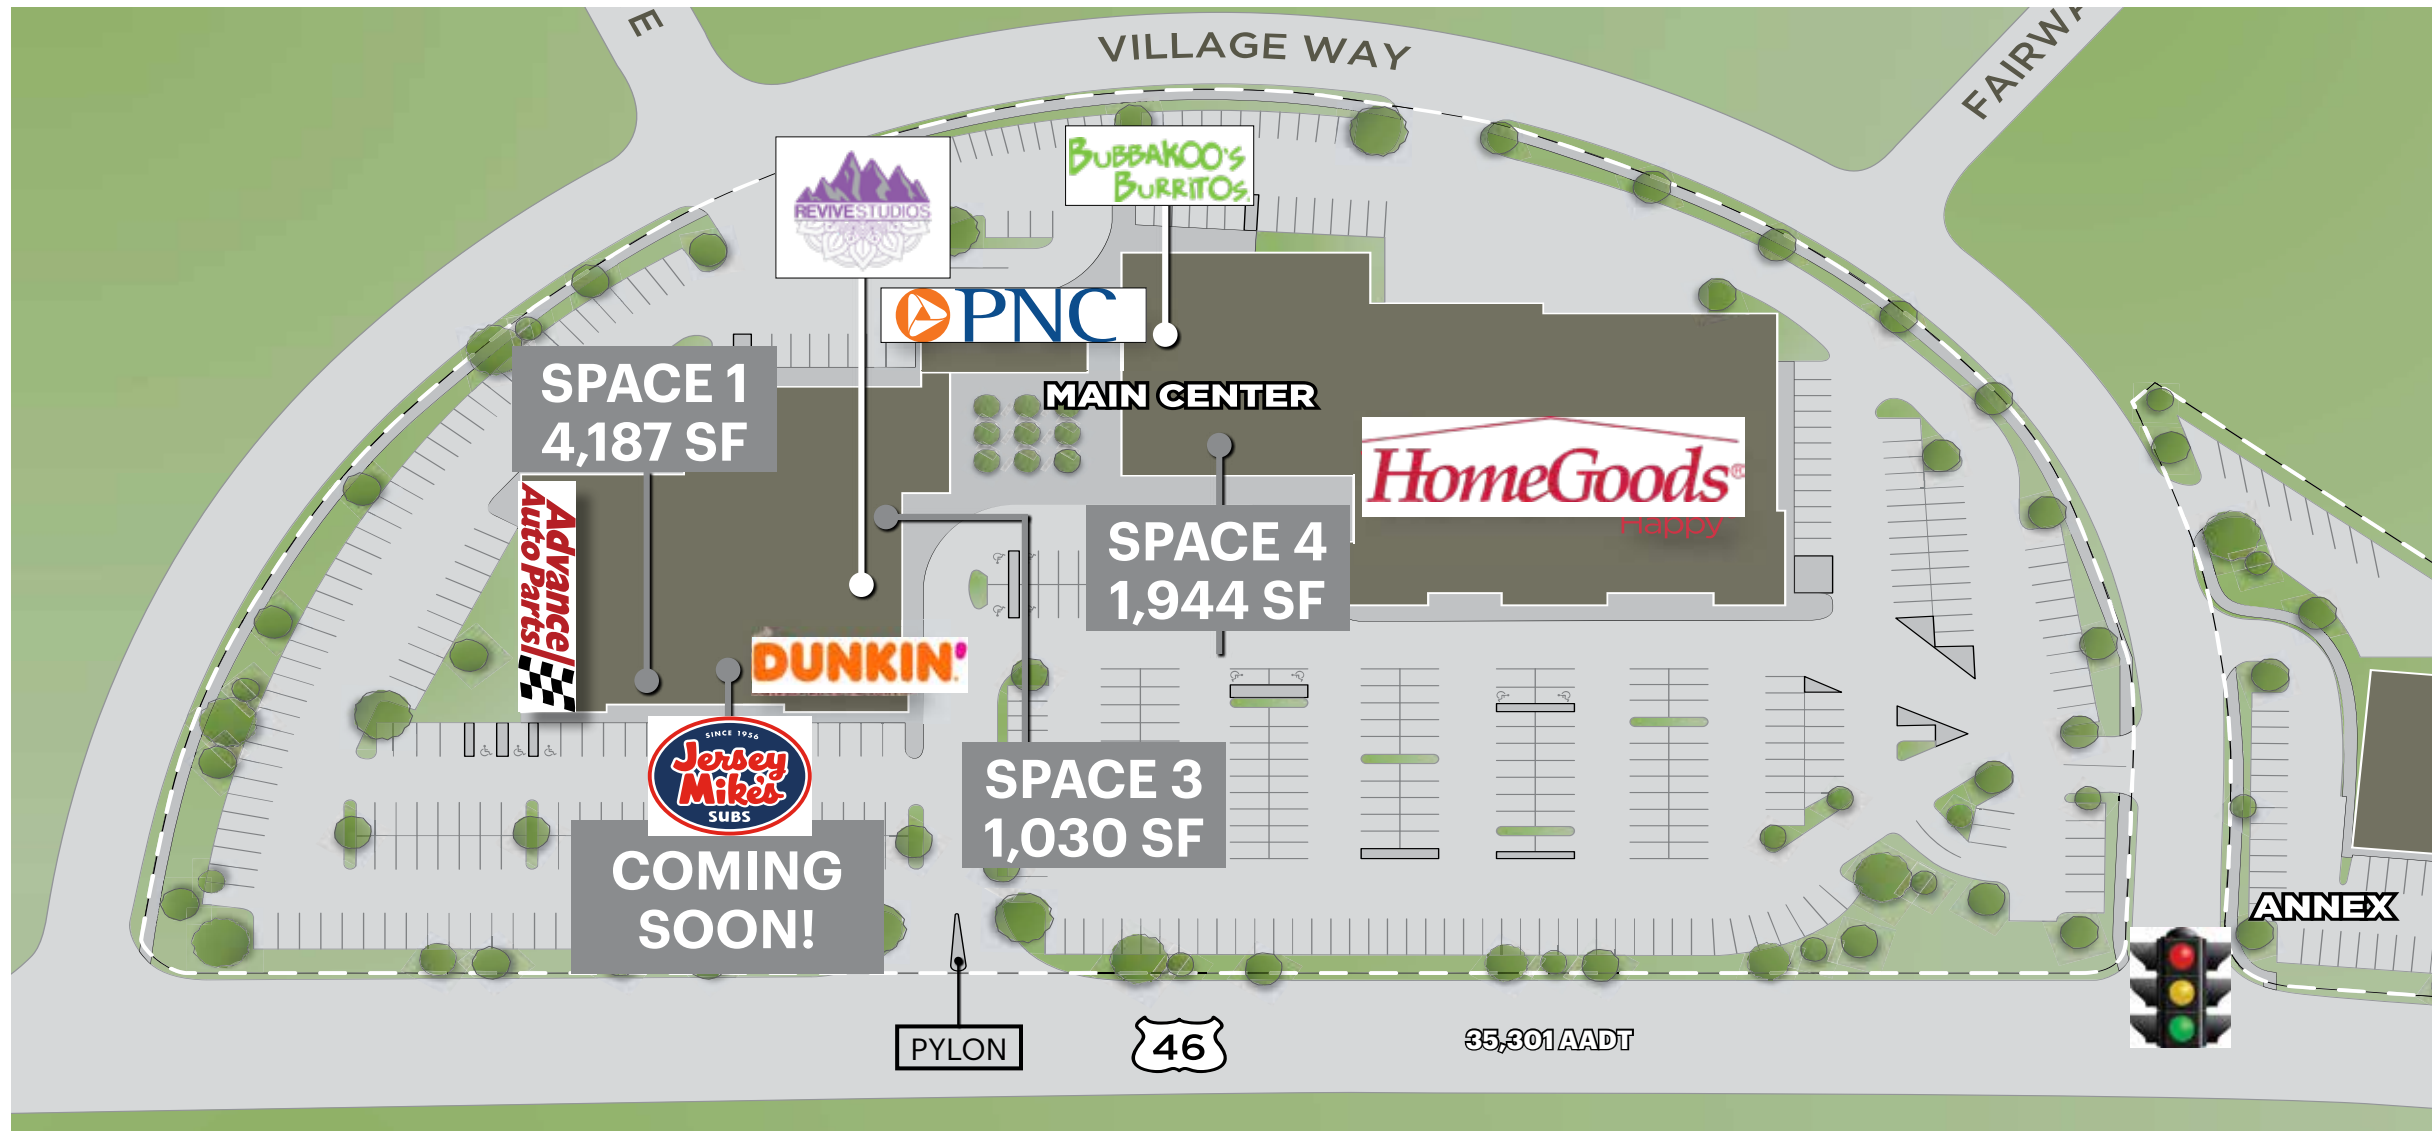 E
VILLAGE WAY
FAIRWA
REVIVESTUDIOS
BUBBAKOO'S
BURRITOS
PNC
SPACE 1
4,187 SF
MAIN CENTER
HomeGoods®
Happy
Advance
Auto Parts
SPACE 4
1,944 SF
DUNKIN'
SINCE 1956
Jersey
Mike's
SUBS
COMING
SOON!
SPACE 3
1,030 SF
ANNEX
PYLON
46
35,301 AADT